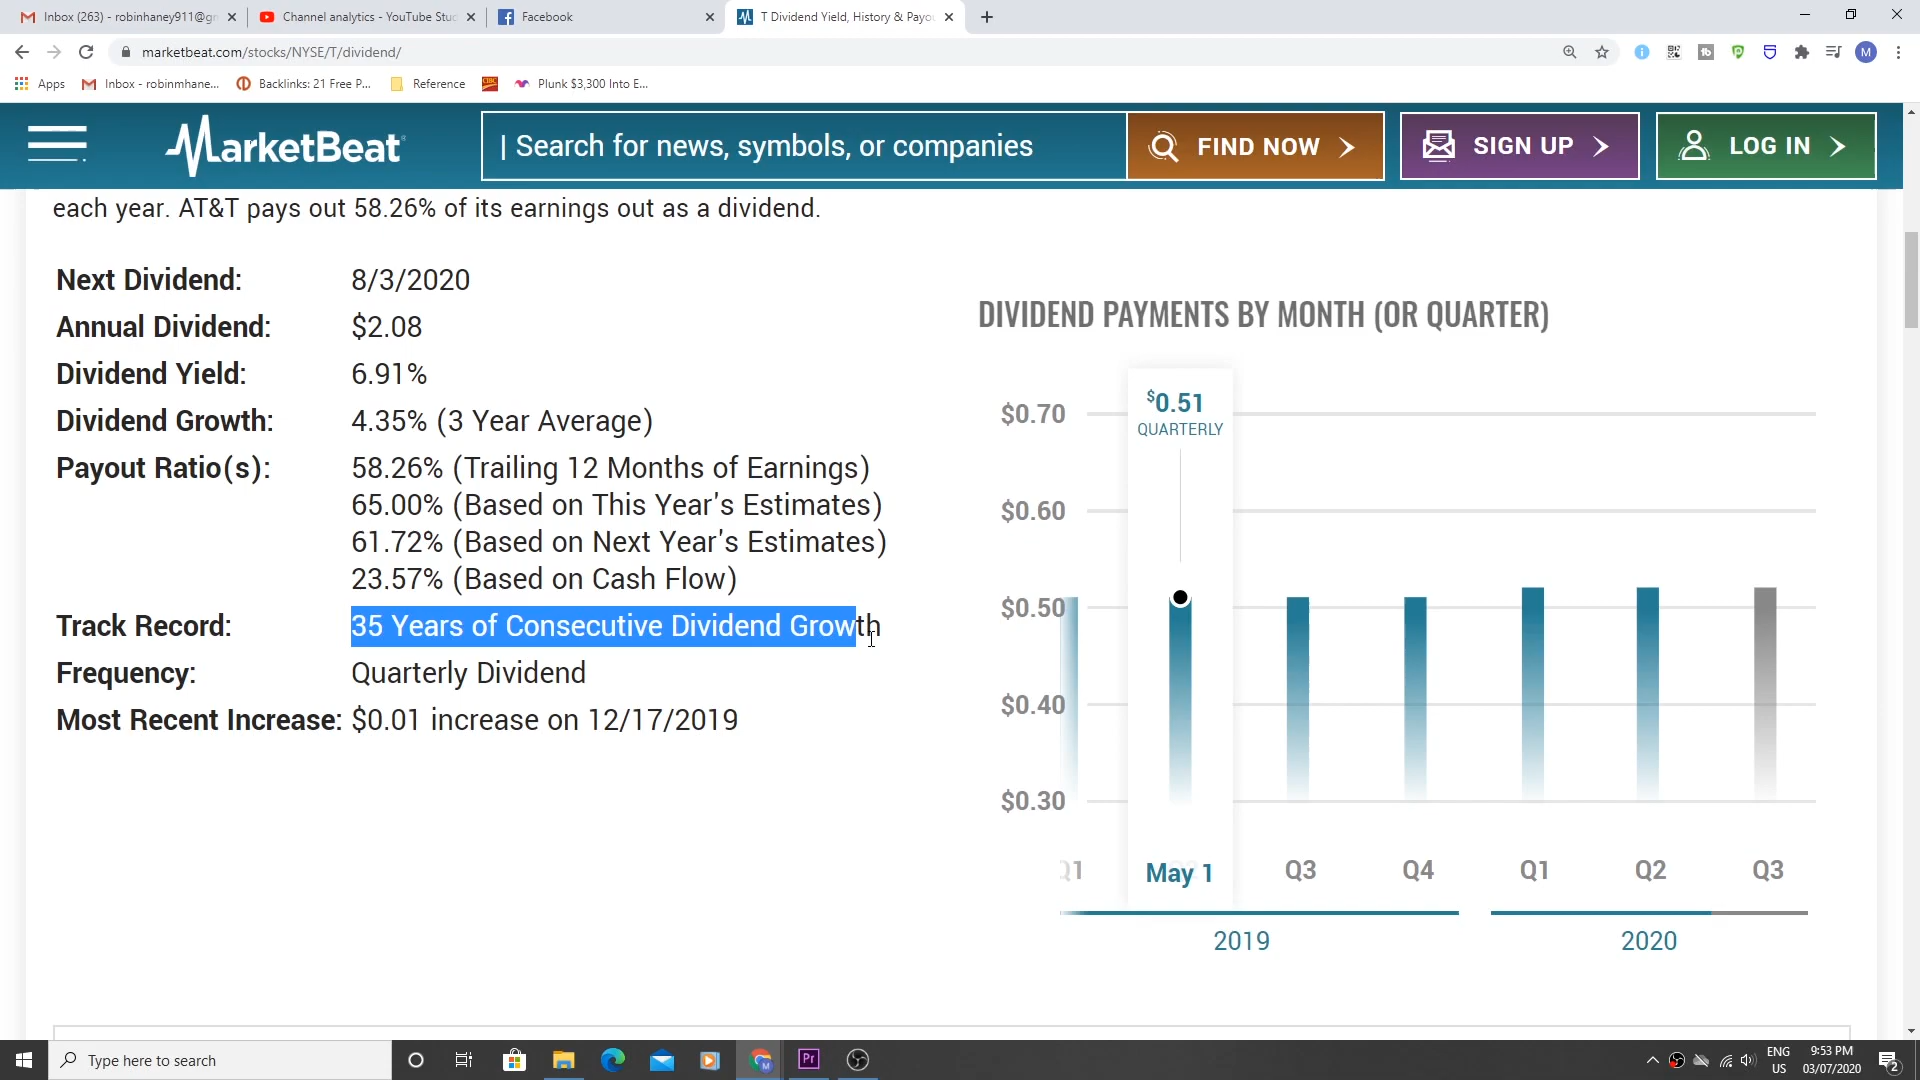 Inbox (263) - robinhaney911@gm
Channel analytics - YouTube Stud
Facebook
T Dividend Yield, History & Payou
marketbeat.com/stocks/NYSE/T/dividend/
Apps
Inbox - robinmhane...
Backlinks: 21 Free P...
Reference
CIBC
Plunk $3,300 Into E...
MarketBeat
Search for news, symbols, or companies
FIND NOW
SIGN UP
LOG IN
each year. AT&T pays out 58.26% of its earnings out as a dividend.
Next Dividend: 8/3/2020
Annual Dividend: $2.08
Dividend Yield: 6.91%
Dividend Growth: 4.35% (3 Year Average)
Payout Ratio(s): 58.26% (Trailing 12 Months of Earnings)
65.00% (Based on This Year's Estimates)
61.72% (Based on Next Year's Estimates)
23.57% (Based on Cash Flow)
Track Record: 35 Years of Consecutive Dividend Growth
Frequency: Quarterly Dividend
Most Recent Increase: $0.01 increase on 12/17/2019
DIVIDEND PAYMENTS BY MONTH (OR QUARTER)
$0.51
QUARTERLY
$0.70
$0.60
$0.50
$0.40
$0.30
Q1 May 1 Q3 Q4 Q1 Q2 Q3
2019 2020
Type here to search
Pr
ENG
US
9:53 PM
03/07/2020
2